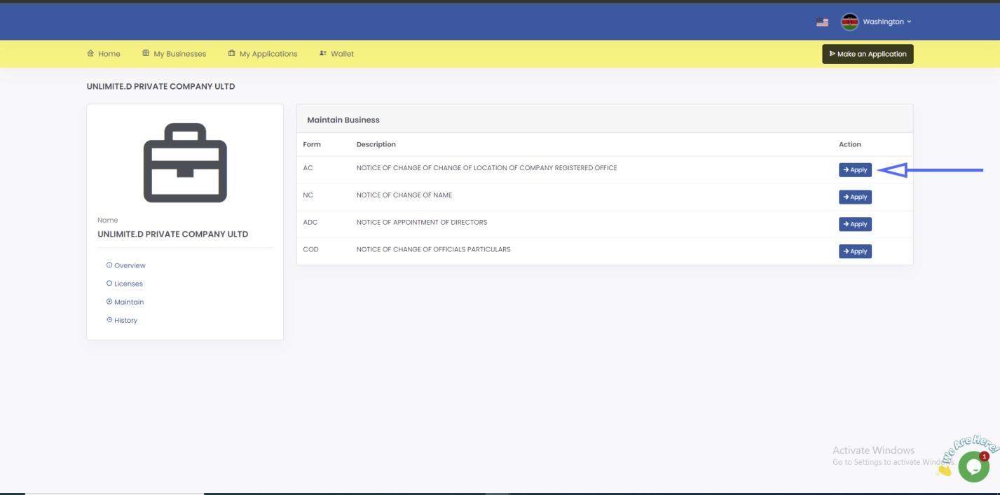 Washington
Home My Businesses My Applications Wallet Make an Application
UNLIMITE.D PRIVATE COMPANY ULTD
Name
UNLIMITE.D PRIVATE COMPANY ULTD
Overview
Licenses
Maintain
History
Maintain Business
Form Description Action
AC NOTICE OF CHANGE OF CHANGE OF LOCATION OF COMPANY REGISTERED OFFICE Apply
NC NOTICE OF CHANGE OF NAME Apply
ADC NOTICE OF APPOINTMENT OF DIRECTORS Apply
COD NOTICE OF CHANGE OF OFFICIALS PARTICULARS Apply
Activate Windows
Go to Settings to activate Windows.
We Are Here!
1